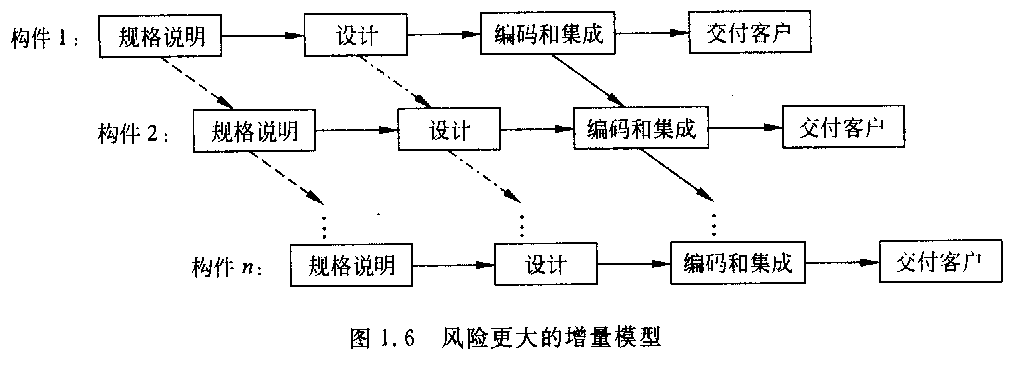 构件 1： 规格说明 设计 编码和集成 交付客户
构件 2： 规格说明 设计 编码和集成 交付客户
构件 n： 规格说明 设计 编码和集成 交付客户
图 1.6 风险更大的增量模型